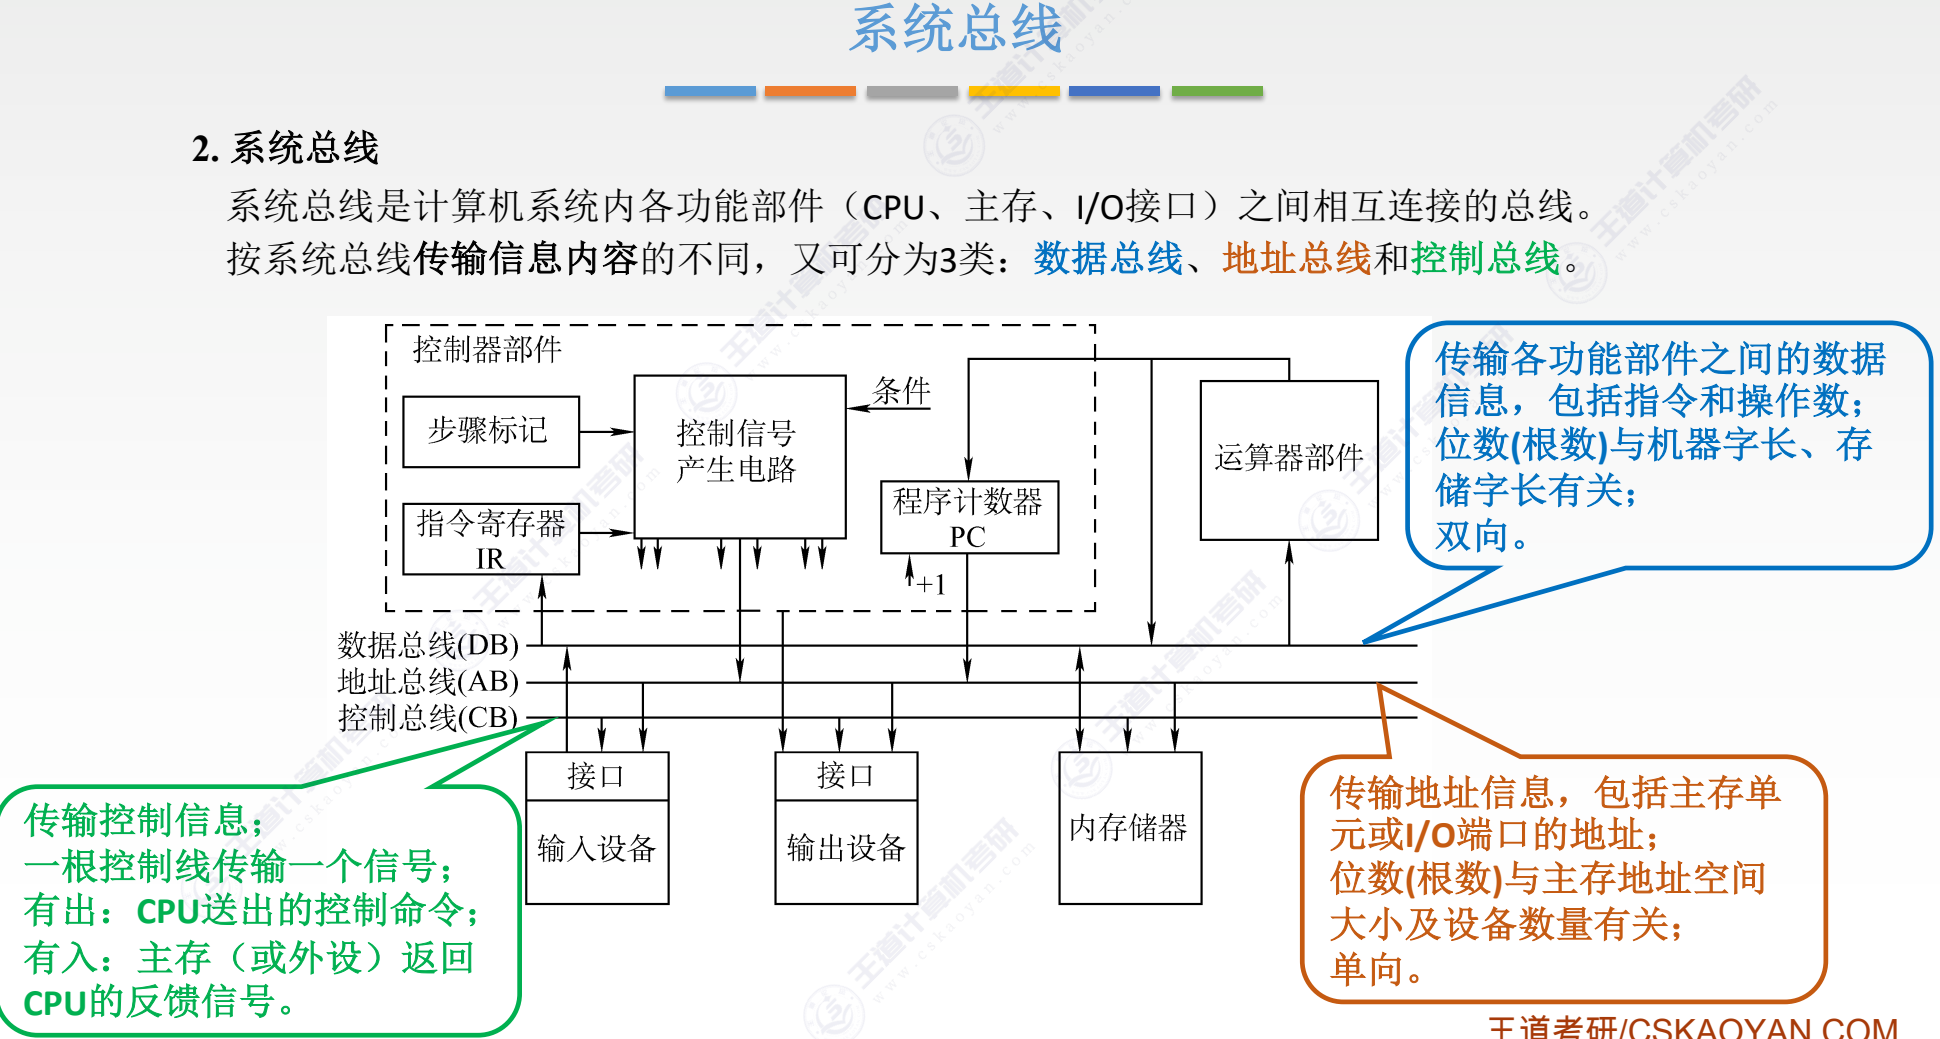 系统总线
2. 系统总线
系统总线是计算机系统内各功能部件（CPU、主存、I/O接口）之间相互连接的总线。
按系统总线传输信息内容的不同，又可分为3类：数据总线、地址总线和控制总线。
控制器部件
步骤标记
指令寄存器
IR
控制信号
产生电路
条件
程序计数器
PC
+1
运算器部件
数据总线(DB)
地址总线(AB)
控制总线(CB)
接口
输入设备
接口
输出设备
内存储器
传输各功能部件之间的数据
信息，包括指令和操作数；
位数(根数)与机器字长、存
储字长有关；
双向。
传输控制信息；
一根控制线传输一个信号；
有出：CPU送出的控制命令；
有入：主存（或外设）返回
CPU的反馈信号。
传输地址信息，包括主存单
元或I/O端口的地址；
位数(根数)与主存地址空间
大小及设备数量有关；
单向。
王道考研/CSKAOYAN.COM
王道计算机考研
www.cskaoyan.com